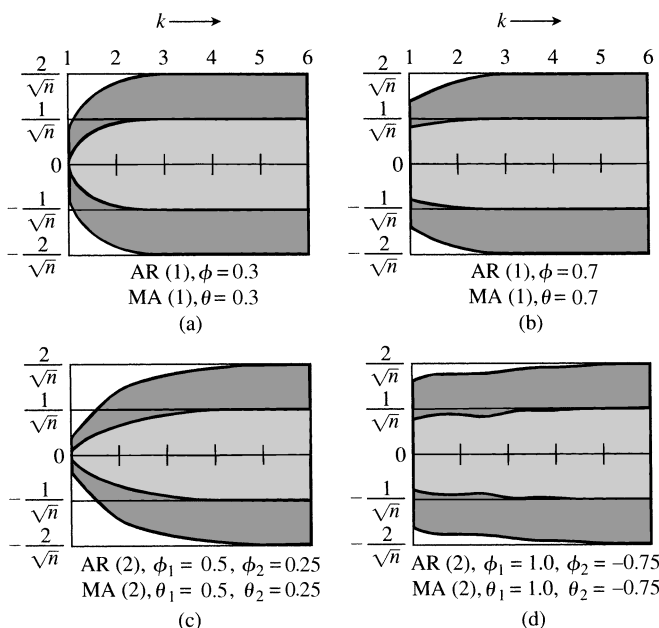 k ⟶ k ⟶
1 2 3 4 5 6 1 2 3 4 5 6
2/√n 2/√n
1/√n 1/√n
0 0
−1/√n −1/√n
−2/√n −2/√n
AR (1), ϕ = 0.3 AR (1), ϕ = 0.7
MA (1), θ = 0.3 MA (1), θ = 0.7
(a) (b)
2/√n 2/√n
1/√n 1/√n
0 0
−1/√n −1/√n
−2/√n −2/√n
AR (2), ϕ₁ = 0.5, ϕ₂ = 0.25 AR (2), ϕ₁ = 1.0, ϕ₂ = −0.75
MA (2), θ₁ = 0.5, θ₂ = 0.25 MA (2), θ₁ = 1.0, θ₂ = −0.75
(c) (d)